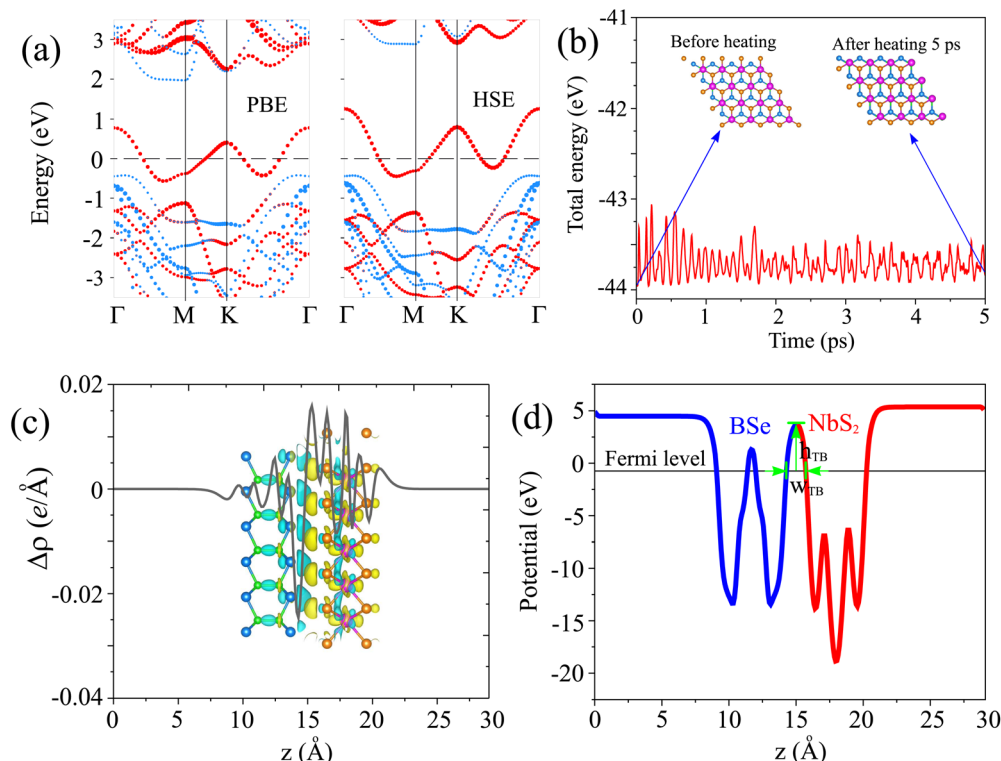 (a)
Energy (eV)
3
2
1
0
-1
-2
-3
PBE
HSE
Γ M K Γ
Γ M K Γ
(b)
Total energy (eV)
-41
-42
-43
-44
Before heating
After heating 5 ps
0 1 2 3 4 5
Time (ps)
(c)
Δρ (e/Å)
0.02
0
-0.02
-0.04
0 5 10 15 20 25 30
z (Å)
(d)
Potential (eV)
5
0
-5
-10
-15
-20
BSe
NbS₂
Fermi level
h_TB
w_TB
0 5 10 15 20 25 30
z (Å)